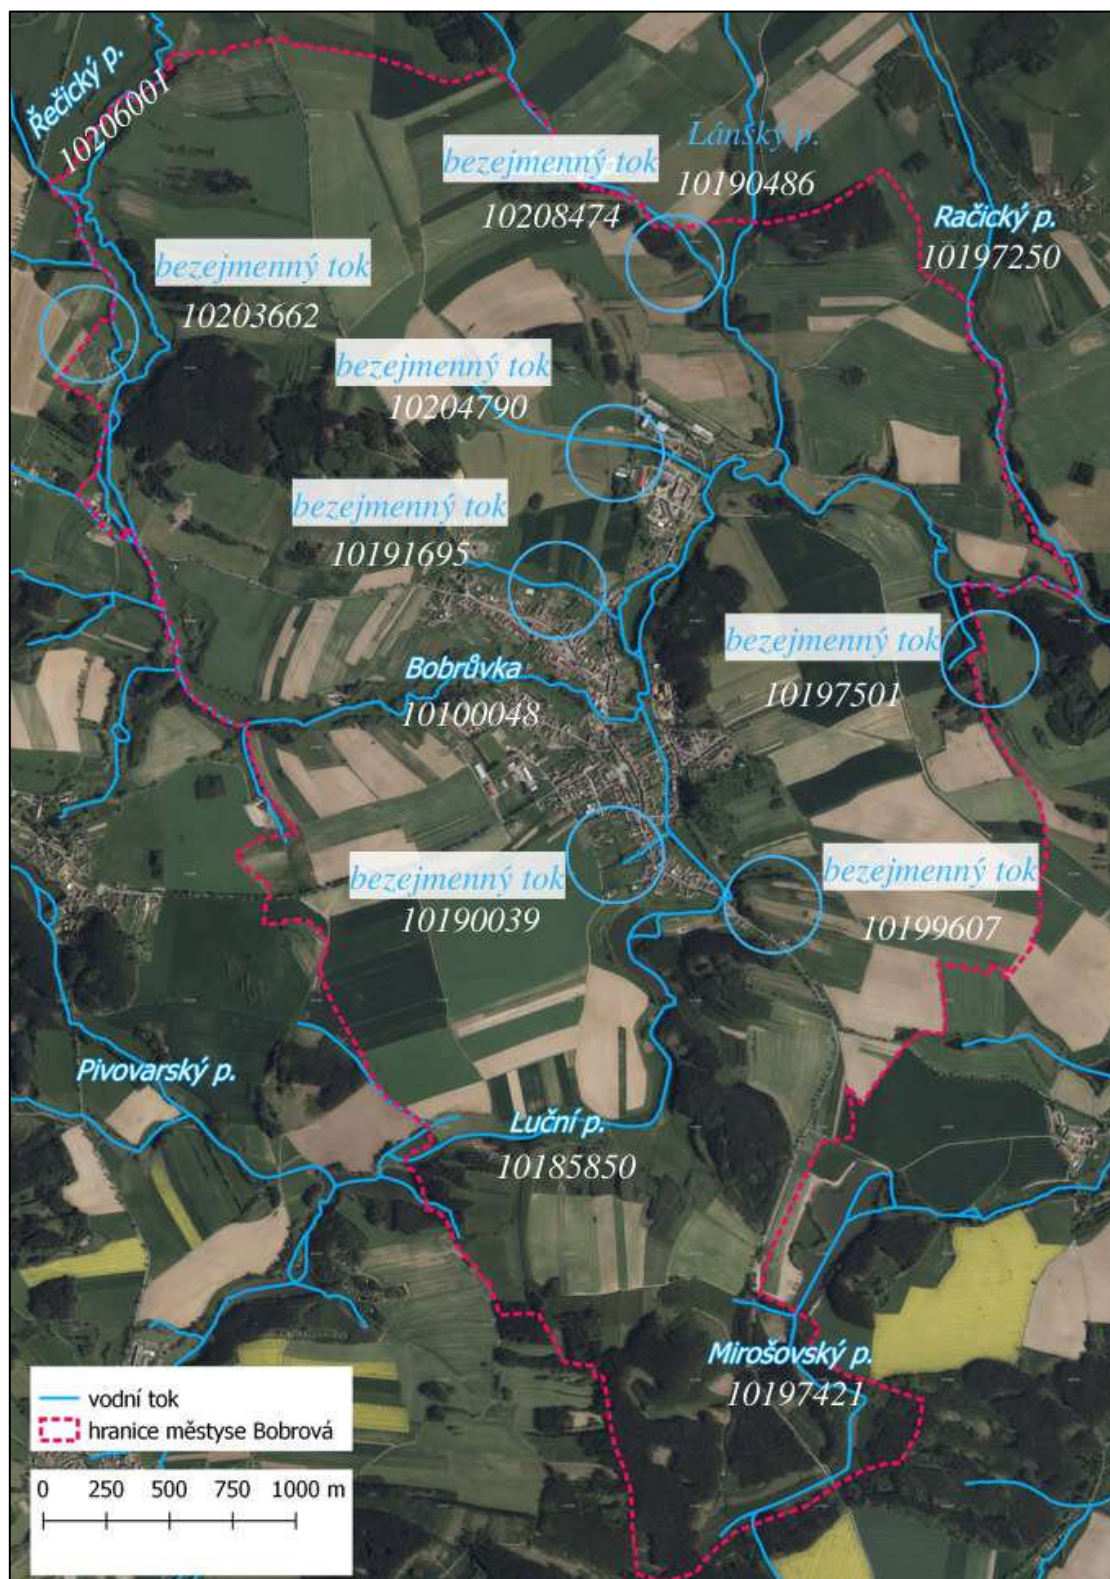 Řečický p.
10206001
bezejmenný tok
10208474
Lánský p.
10190486
Račický p.
10197250
bezejmenný tok
10203662
bezejmenný tok
10204790
bezejmenný tok
10191695
bezejmenný tok
10197501
Bobrůvka
10100048
bezejmenný tok
10190039
bezejmenný tok
10199607
Pivovarský p.
Luční p.
10185850
Mirošovský p.
10197421
vodní tok
hranice městyse Bobrová
0 250 500 750 1000 m